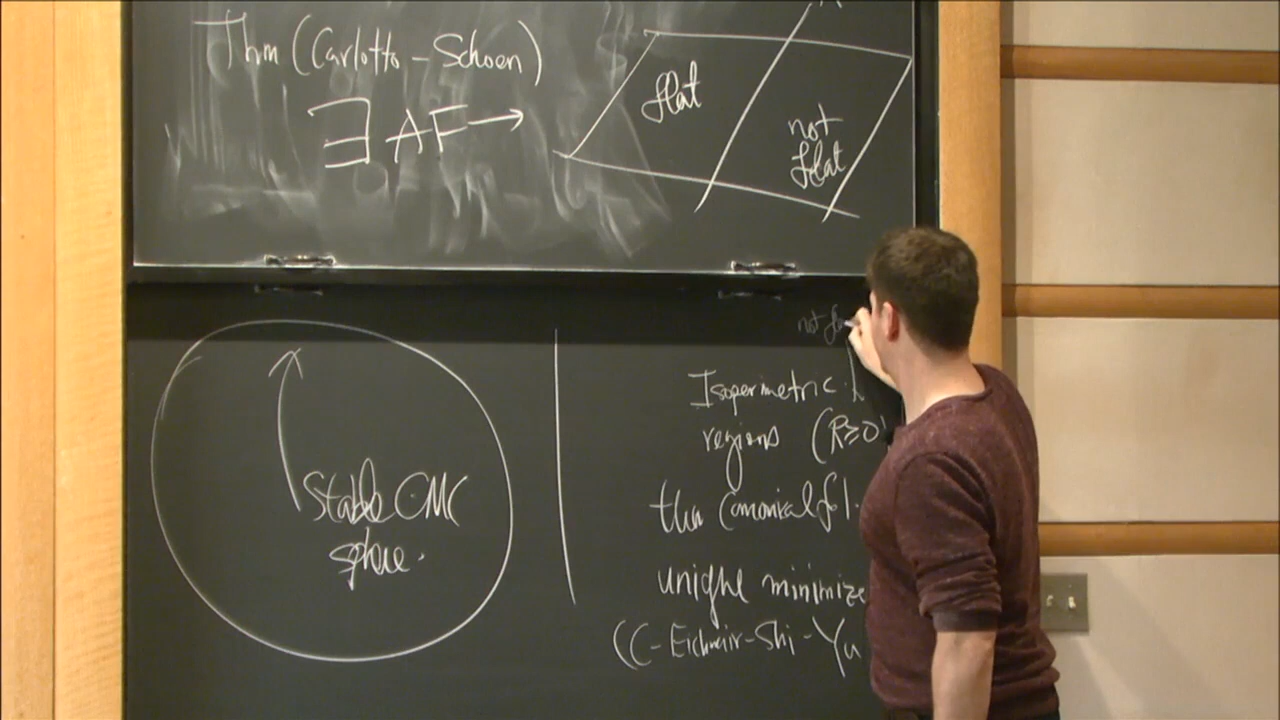 Thm (Carlotto-Schoen)
∃ AF →
flat
not
flat
Stable CMC
sphere.
not
Isoperimetric
regions (R≥0
the canonical fol
unique minimize
(C-Eichmair-Shi-Yu